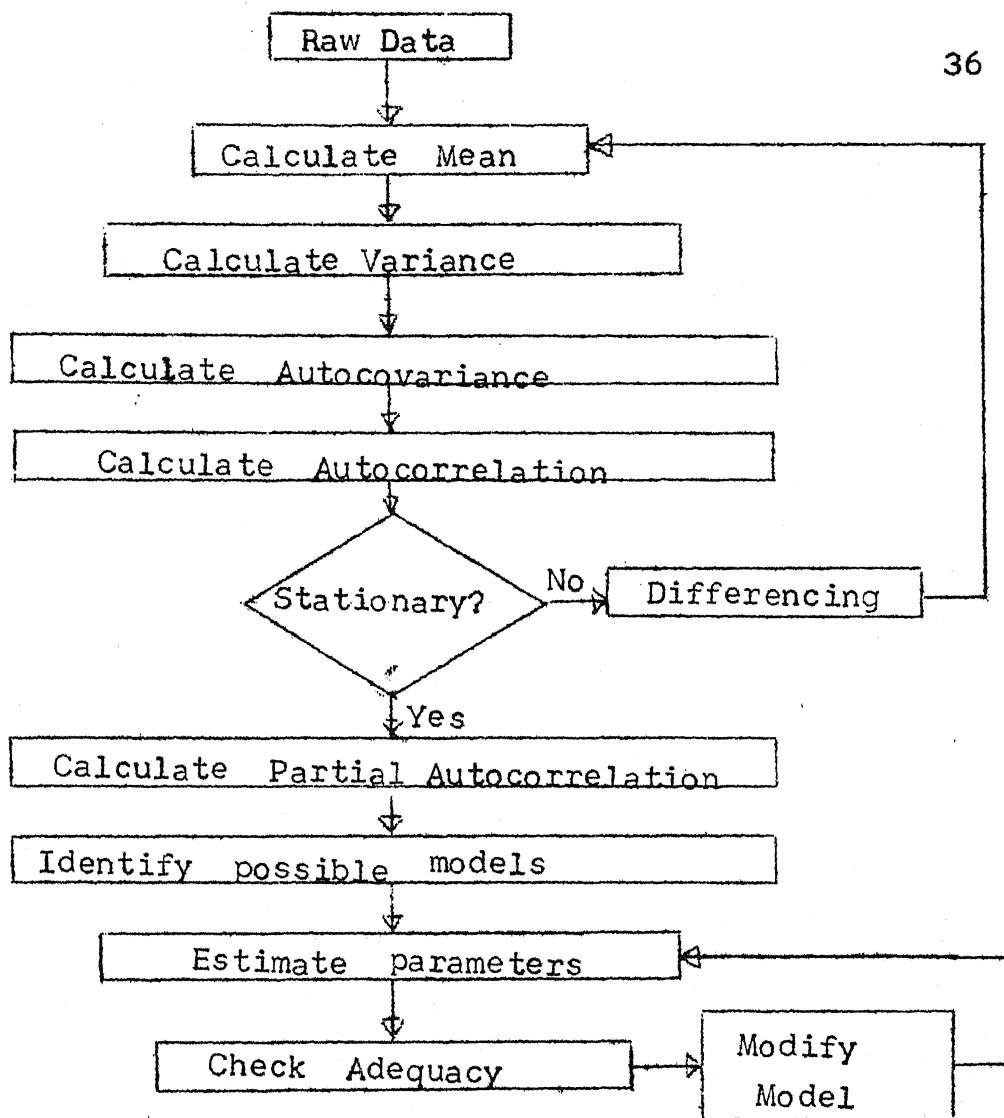 Raw Data
36
Calculate Mean
Calculate Variance
Calculate Autocovariance
Calculate Autocorrelation
Stationary?
No
Differencing
Yes
Calculate Partial Autocorrelation
Identify possible models
Estimate parameters
Check Adequacy
Modify
Model